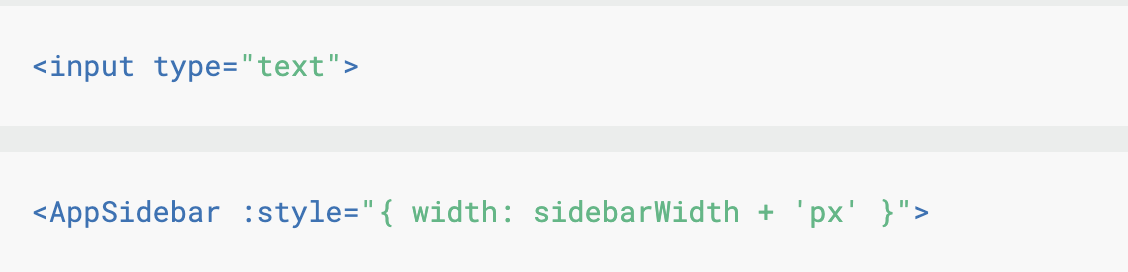 <input type="text">
<AppSidebar :style="{ width: sidebarWidth + 'px' }">